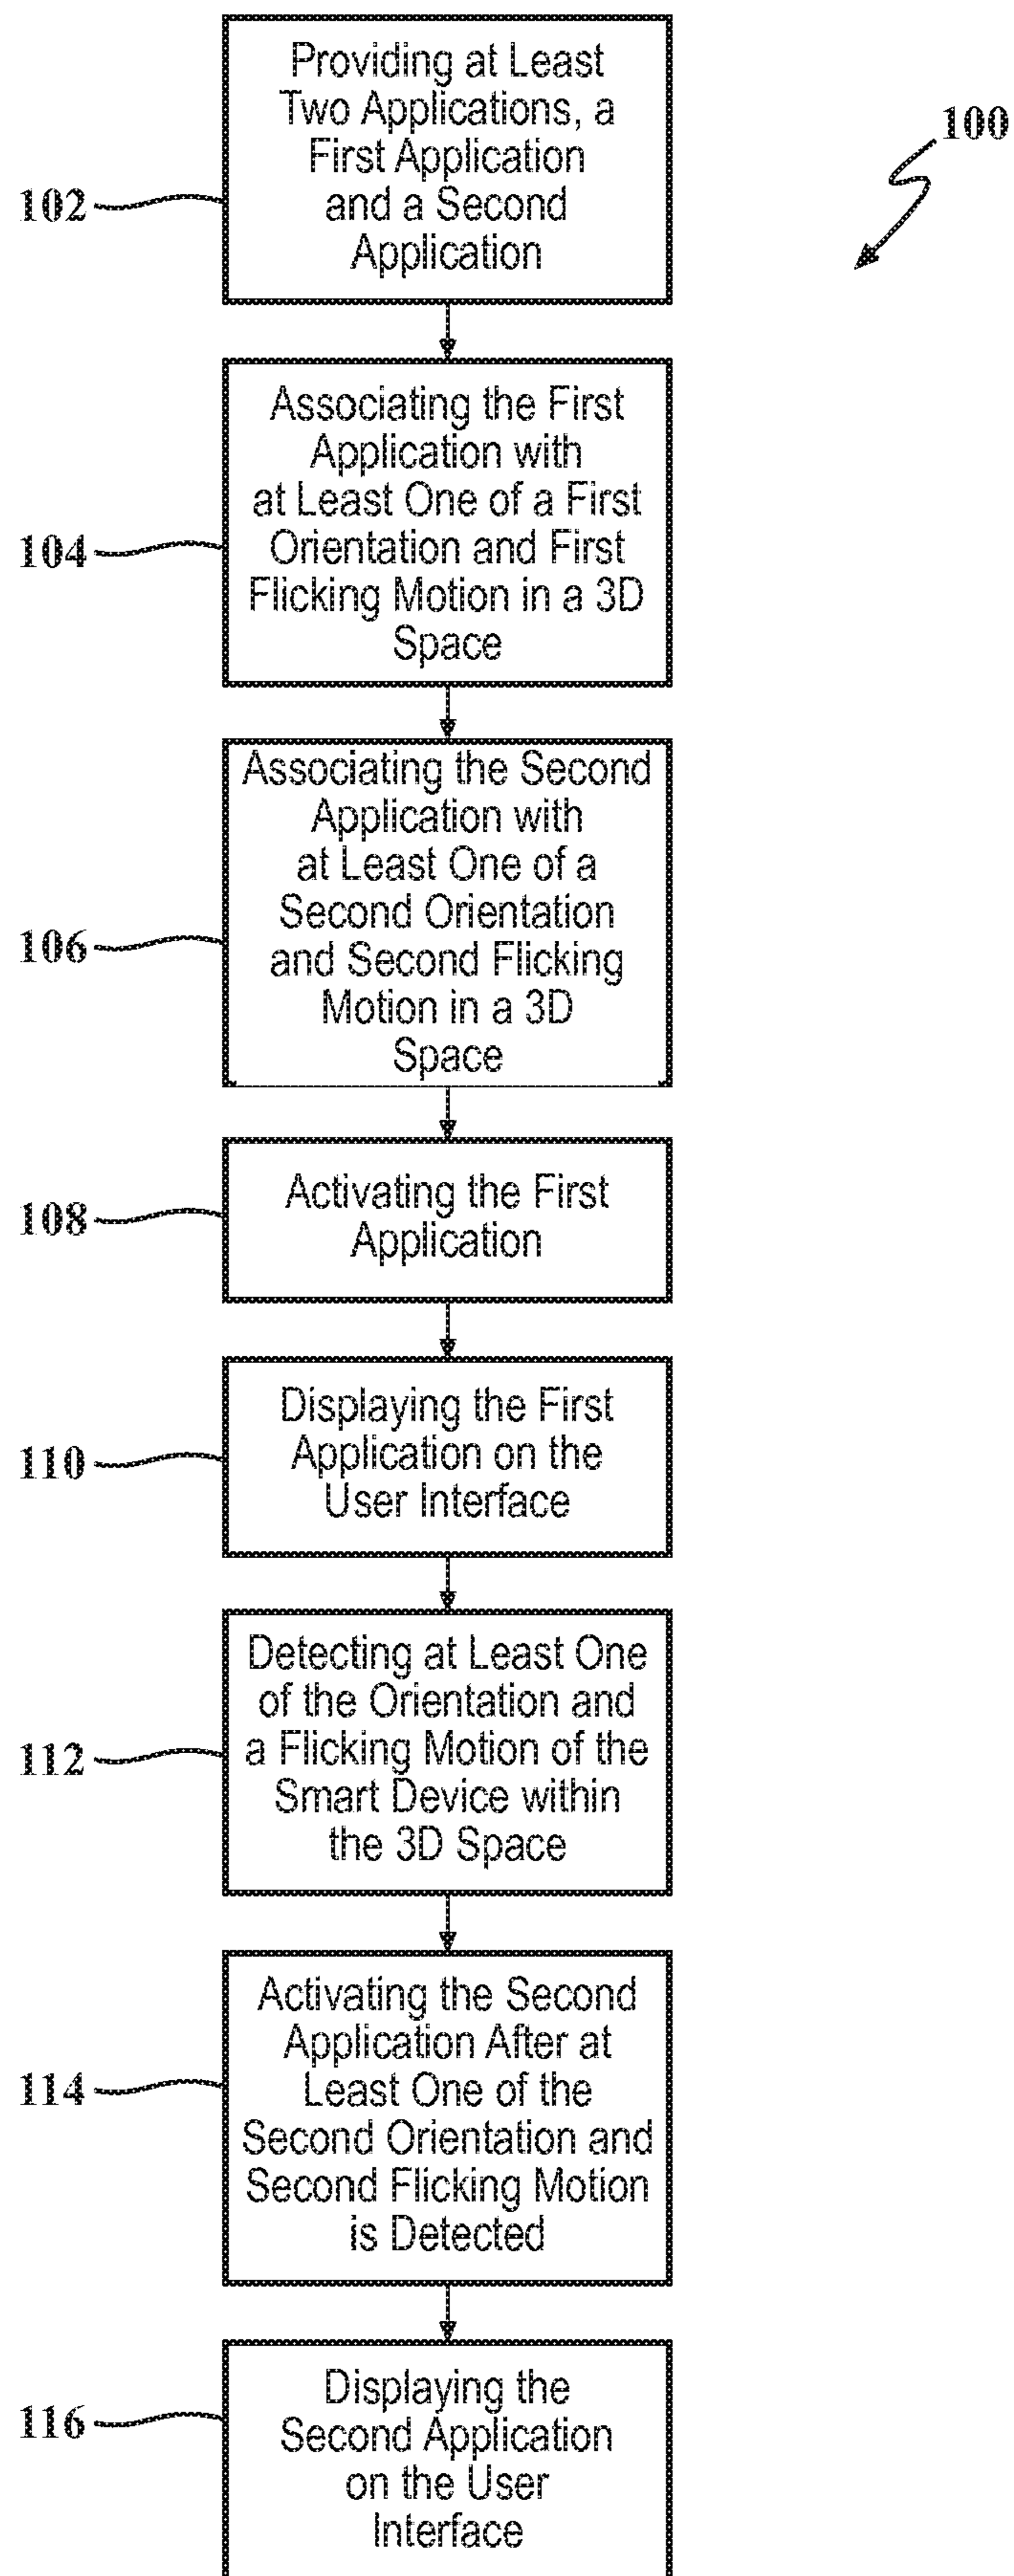 Providing at Least
Two Applications, a
First Application
and a Second
Application
100
102
Associating the First
Application with
at Least One of a First
Orientation and First
Flicking Motion in a 3D
Space
104
Associating the Second
Application with
at Least One of a
Second Orientation
and Second Flicking
Motion in a 3D
Space
106
Activating the First
Application
108
Displaying the First
Application on the
User Interface
110
Detecting at Least One
of the Orientation and
a Flicking Motion of the
Smart Device within
the 3D Space
112
Activating the Second
Application After at
Least One of the
Second Orientation and
Second Flicking Motion
is Detected
114
Displaying the
Second Application
on the User
Interface
116